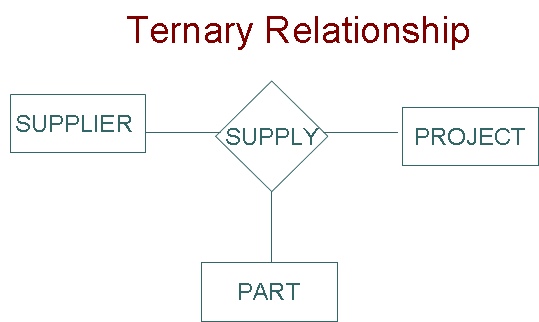 Ternary Relationship
SUPPLIER
SUPPLY
PROJECT
PART